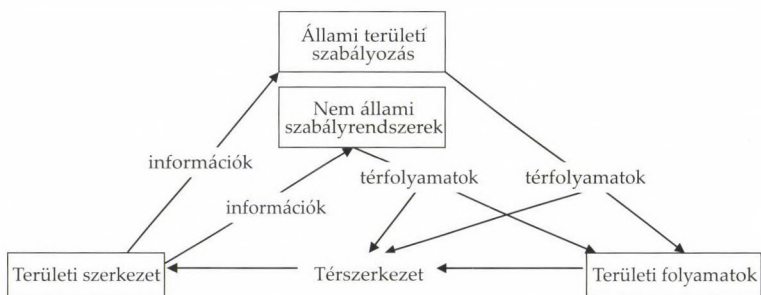 Állami területi
szabályozás
Nem állami
szabályrendszerek
információk
térfolyamatok
térfolyamatok
információk
Területi szerkezet
Térszerkezet
Területi folyamatok